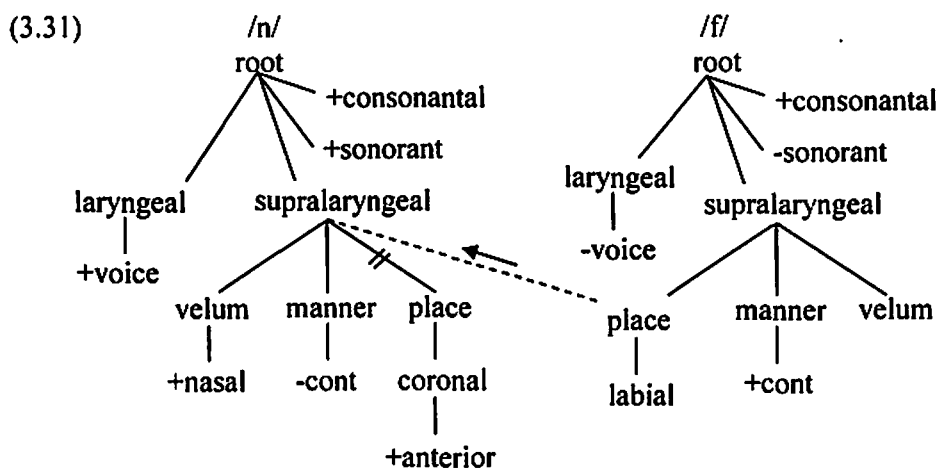 (3.31) /n/ /f/
root root
+consonantal +consonantal
+sonorant -sonorant
laryngeal supralaryngeal laryngeal supralaryngeal
+voice -voice
velum manner place place manner velum
+nasal -cont coronal labial +cont
+anterior